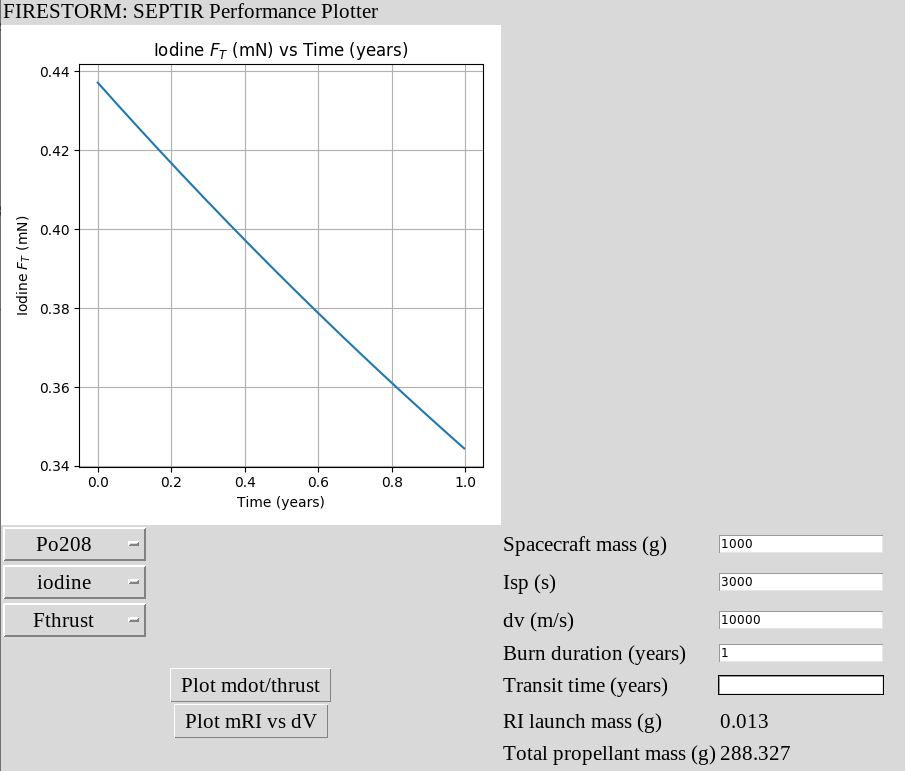 FIRESTORM: SEPTIR Performance Plotter
Iodine F_T (mN) vs Time (years)
0.44
0.42
0.40
0.38
0.36
0.34
Iodine F_T (mN)
0.0 0.2 0.4 0.6 0.8 1.0
Time (years)
Po208
iodine
Fthrust
Plot mdot/thrust
Plot mRI vs dV
Spacecraft mass (g) 1000
Isp (s) 3000
dv (m/s) 10000
Burn duration (years) 1
Transit time (years)
RI launch mass (g) 0.013
Total propellant mass (g) 288.327